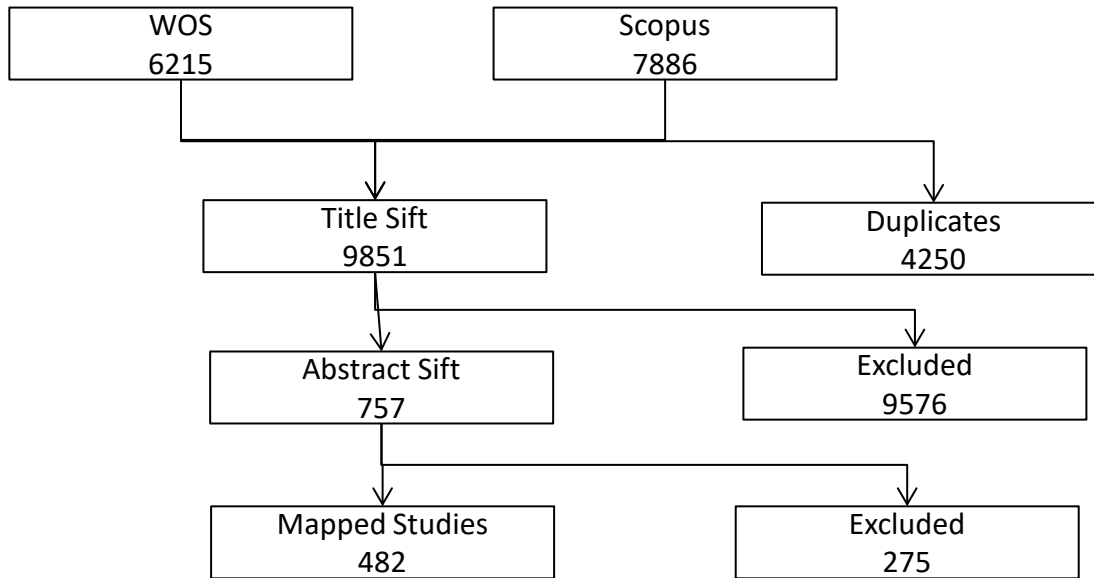 WOS
6215
Scopus
7886
Title Sift
9851
Duplicates
4250
Abstract Sift
757
Excluded
9576
Mapped Studies
482
Excluded
275